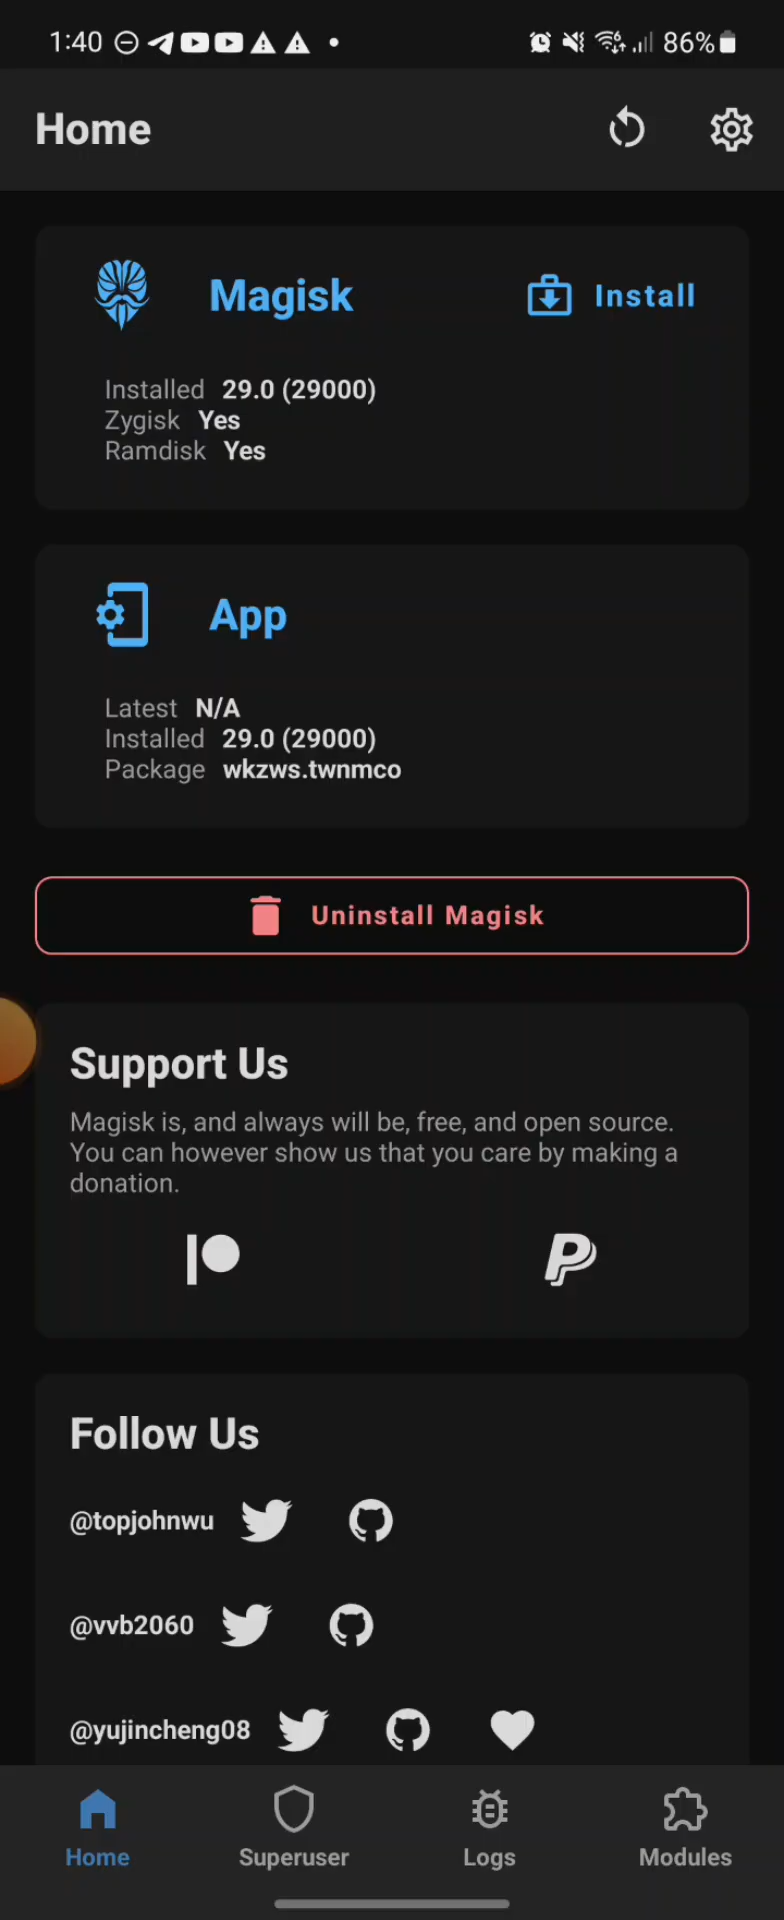 1:40 86%
Home
Magisk Install
Installed 29.0 (29000)
Zygisk Yes
Ramdisk Yes
App
Latest N/A
Installed 29.0 (29000)
Package wkzws.twnmco
Uninstall Magisk
Support Us
Magisk is, and always will be, free, and open source.
You can however show us that you care by making a
donation.
Follow Us
@topjohnwu
@vvb2060
@yujincheng08
Home Superuser Logs Modules